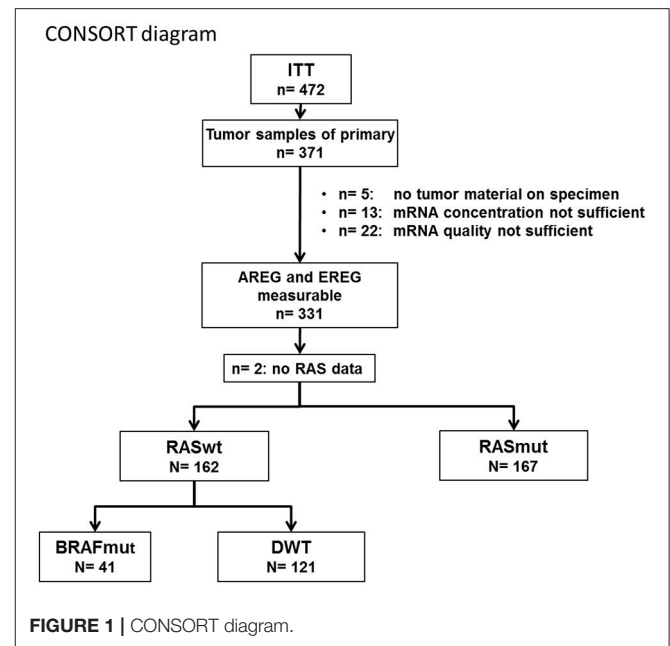 CONSORT diagram
ITT
n= 472
Tumor samples of primary
n= 371
• n= 5: no tumor material on specimen
• n= 13: mRNA concentration not sufficient
• n= 22: mRNA quality not sufficient
AREG and EREG
measurable
n= 331
n= 2: no RAS data
RASwt
N= 162
RASmut
N= 167
BRAFmut
N= 41
DWT
N= 121
FIGURE 1 | CONSORT diagram.